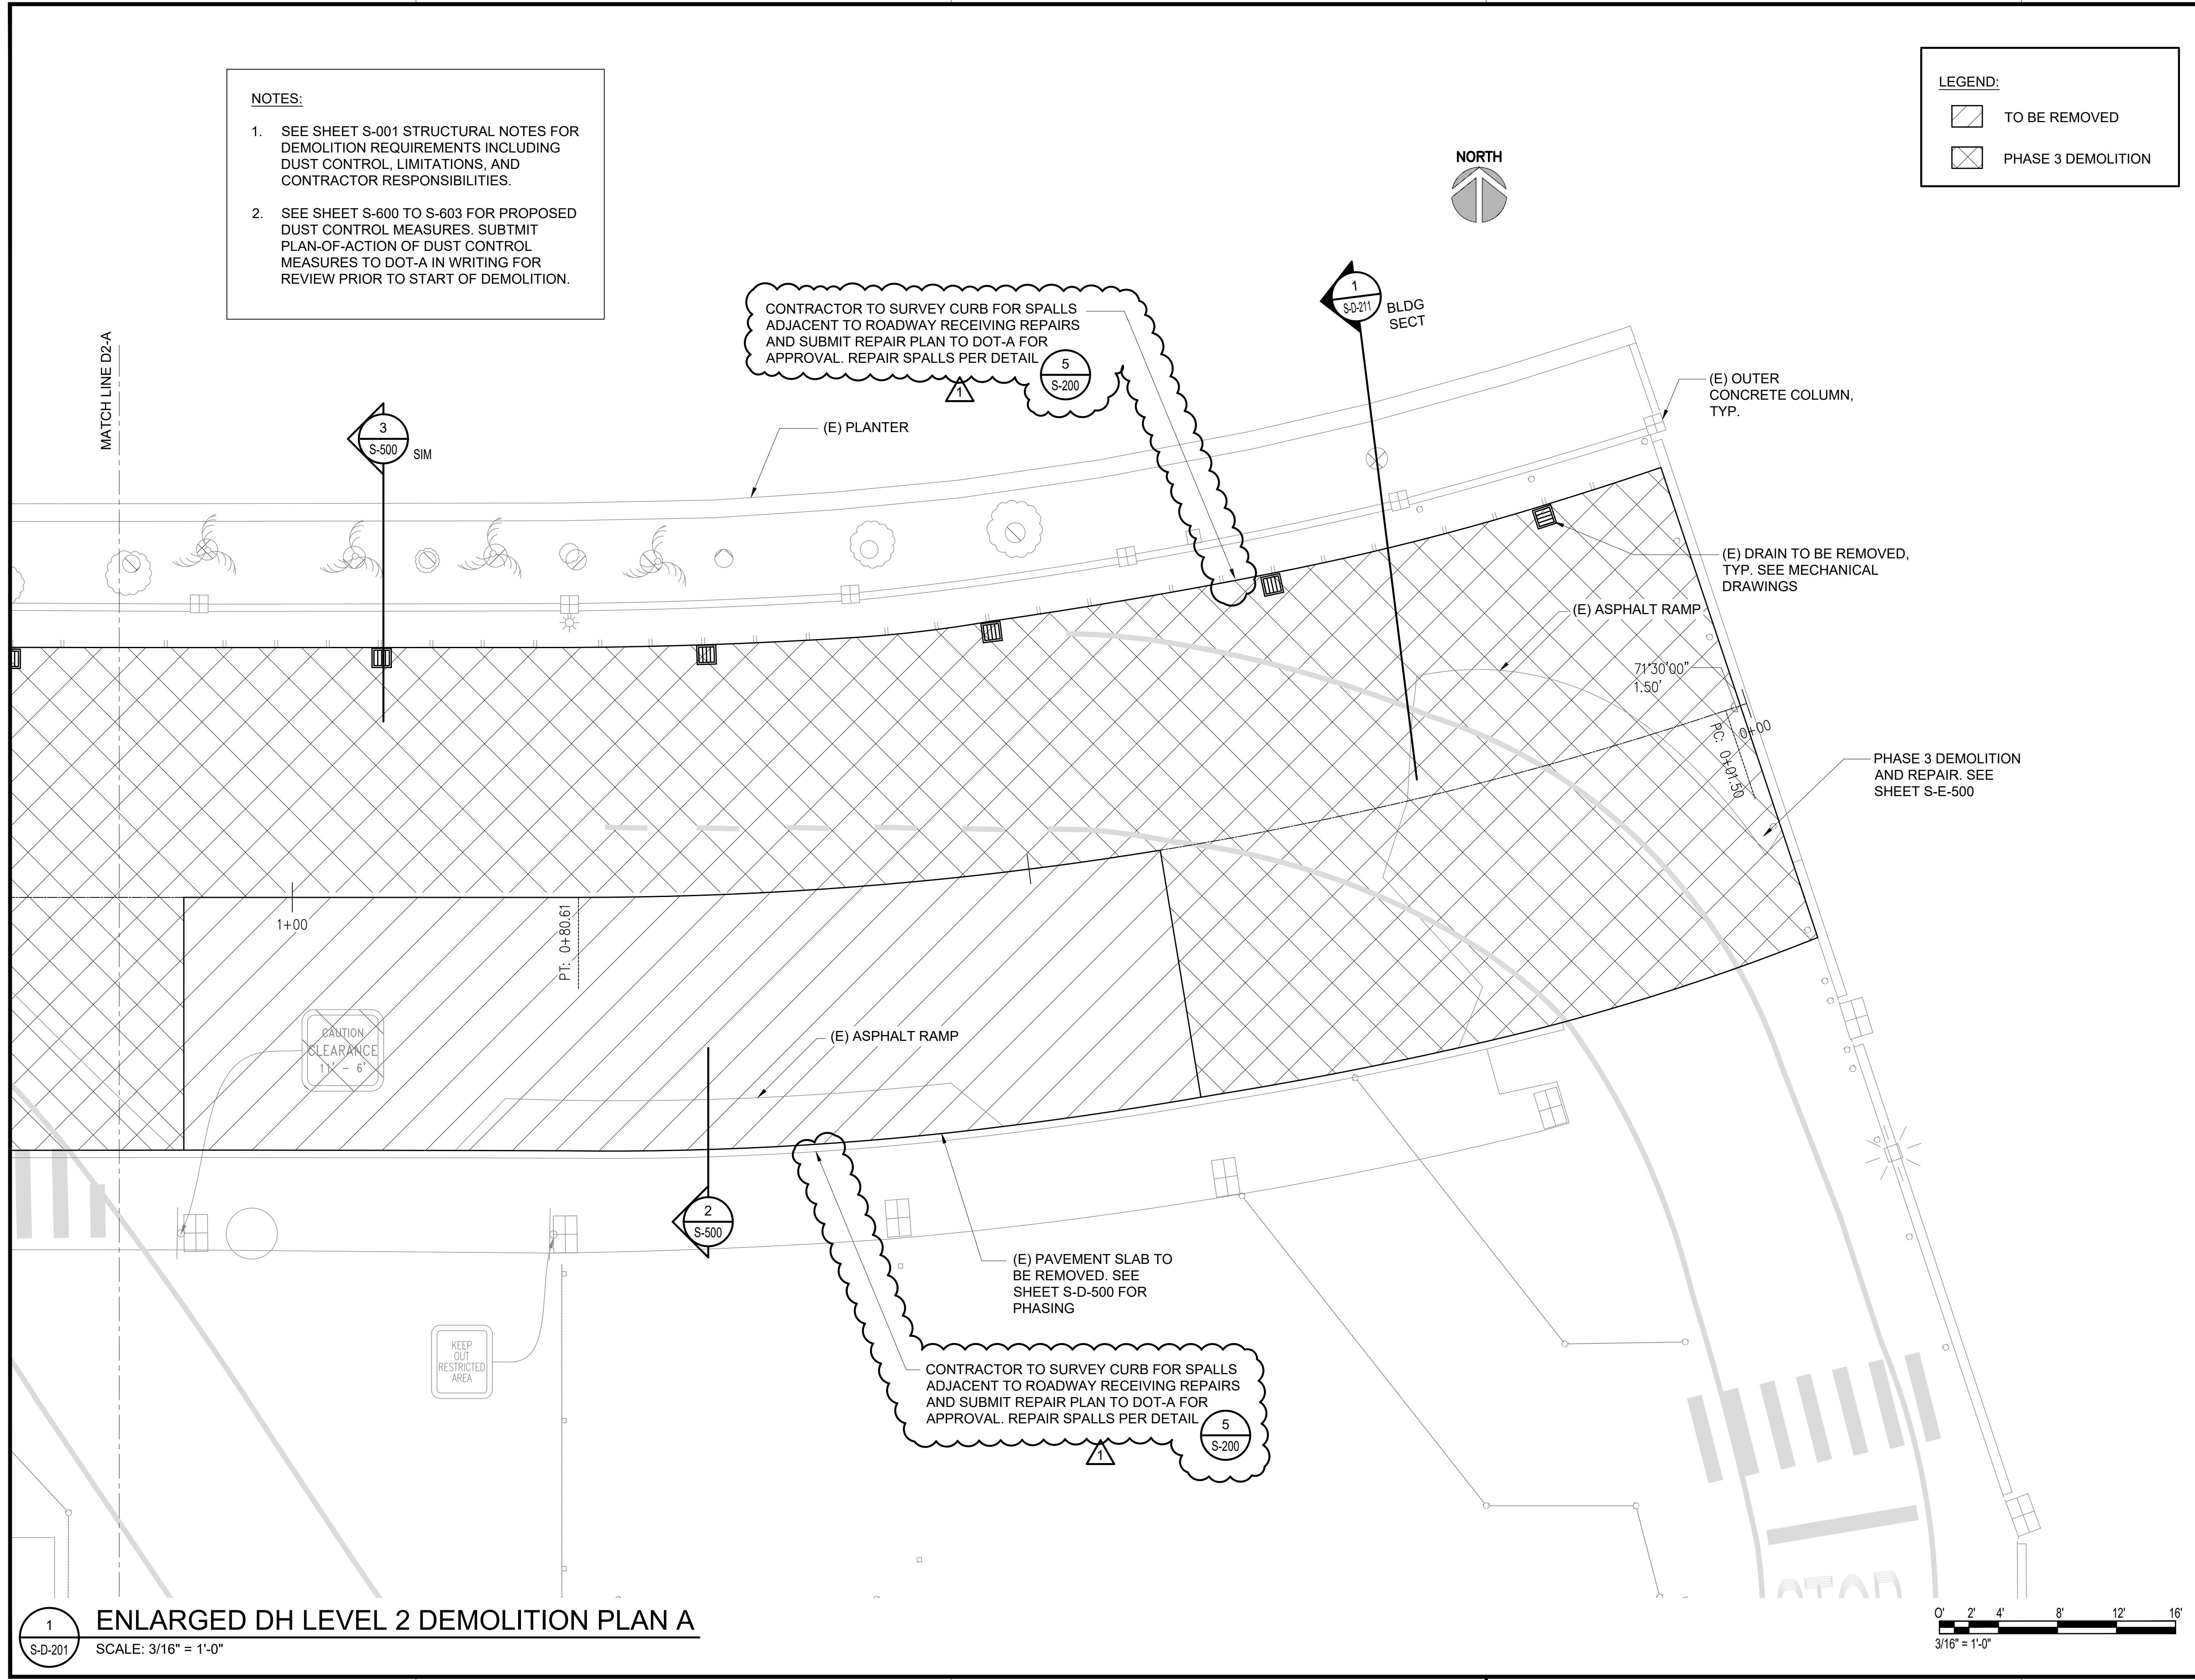 NOTES:
1. SEE SHEET S-001 STRUCTURAL NOTES FOR
DEMOLITION REQUIREMENTS INCLUDING
DUST CONTROL, LIMITATIONS, AND
CONTRACTOR RESPONSIBILITIES.
2. SEE SHEET S-600 TO S-603 FOR PROPOSED
DUST CONTROL MEASURES. SUBTMIT
PLAN-OF-ACTION OF DUST CONTROL
MEASURES TO DOT-A IN WRITING FOR
REVIEW PRIOR TO START OF DEMOLITION.
LEGEND:
TO BE REMOVED
PHASE 3 DEMOLITION
NORTH
CONTRACTOR TO SURVEY CURB FOR SPALLS
ADJACENT TO ROADWAY RECEIVING REPAIRS
AND SUBMIT REPAIR PLAN TO DOT-A FOR
APPROVAL. REPAIR SPALLS PER DETAIL
5
S-200
1
1
S-D-211
BLDG
SECT
MATCH LINE D2-A
3
S-500
SIM
(E) PLANTER
(E) OUTER
CONCRETE COLUMN,
TYP.
(E) DRAIN TO BE REMOVED,
TYP. SEE MECHANICAL
DRAWINGS
(E) ASPHALT RAMP
71°30'00"
1.50'
0+00
PC: 0+01.50
PHASE 3 DEMOLITION
AND REPAIR. SEE
SHEET S-E-500
1+00
PT: 0+80.61
CAUTION
CLEARANCE
11' - 6'
(E) ASPHALT RAMP
2
S-500
(E) PAVEMENT SLAB TO
BE REMOVED. SEE
SHEET S-D-500 FOR
PHASING
KEEP
OUT
RESTRICTED
AREA
CONTRACTOR TO SURVEY CURB FOR SPALLS
ADJACENT TO ROADWAY RECEIVING REPAIRS
AND SUBMIT REPAIR PLAN TO DOT-A FOR
APPROVAL. REPAIR SPALLS PER DETAIL
5
S-200
1
STOP
1
S-D-201
ENLARGED DH LEVEL 2 DEMOLITION PLAN A
SCALE: 3/16" = 1'-0"
0' 2' 4' 8' 12' 16'
3/16" = 1'-0"